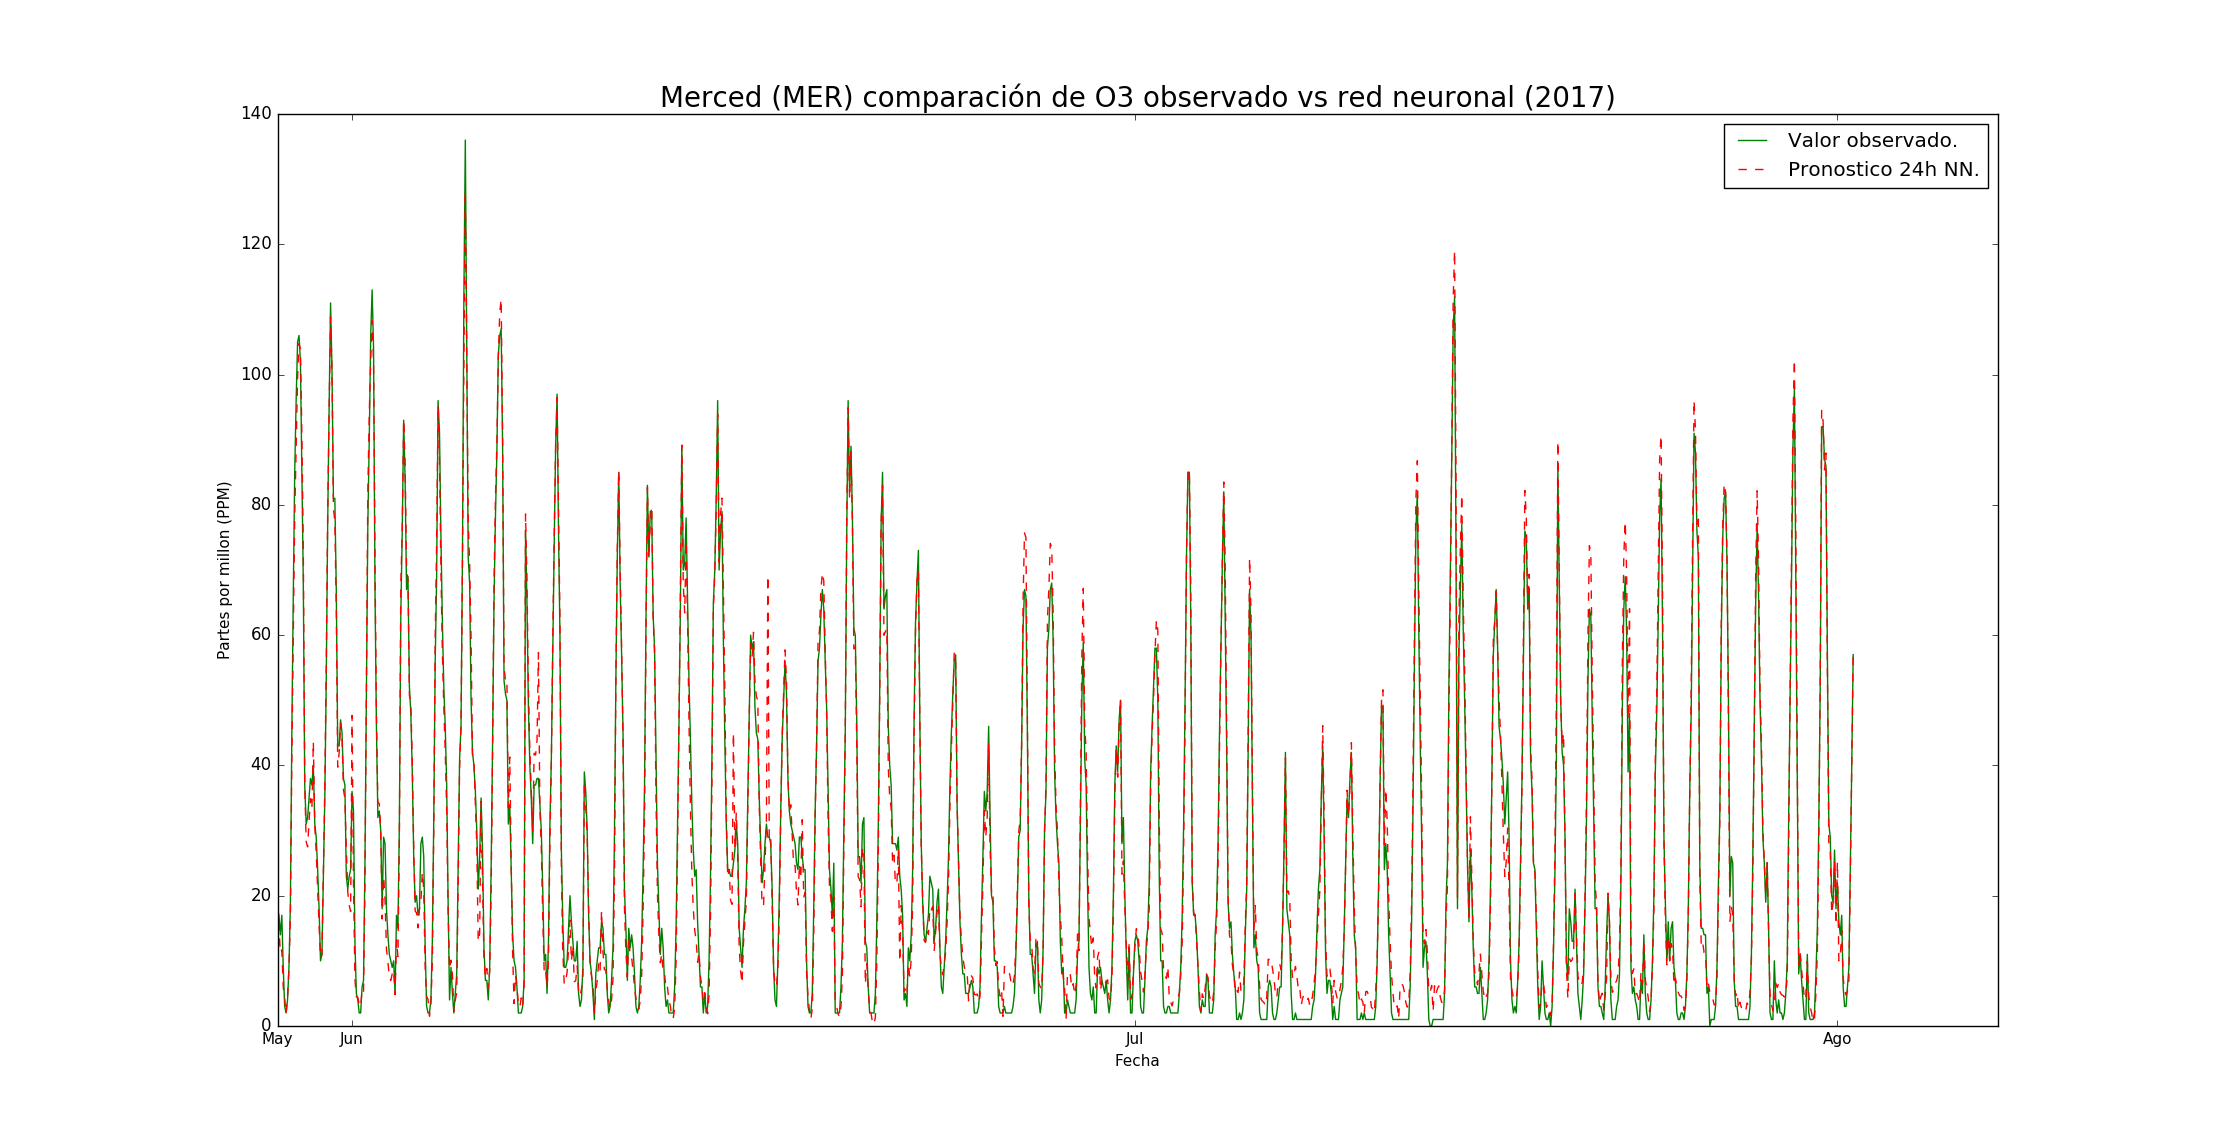 Merced (MER) comparación de O3 observado vs red neuronal (2017)
Valor observado.
Pronostico 24h NN.
Partes por millon (PPM)
140
120
100
80
60
40
20
0
May Jun Jul Ago
Fecha